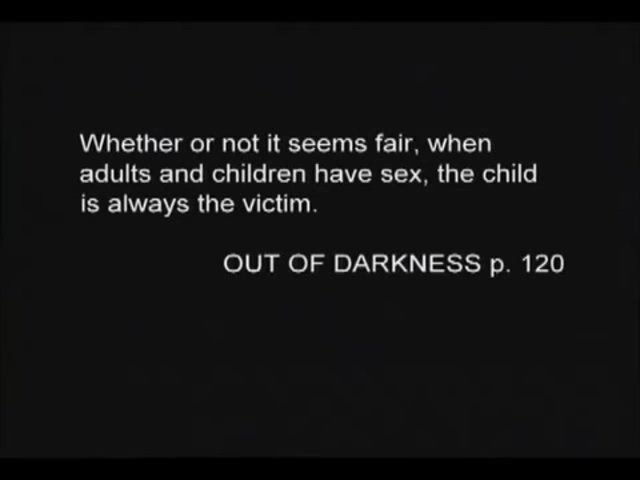 Whether or not it seems fair, when
adults and children have sex, the child
is always the victim.
OUT OF DARKNESS p. 120